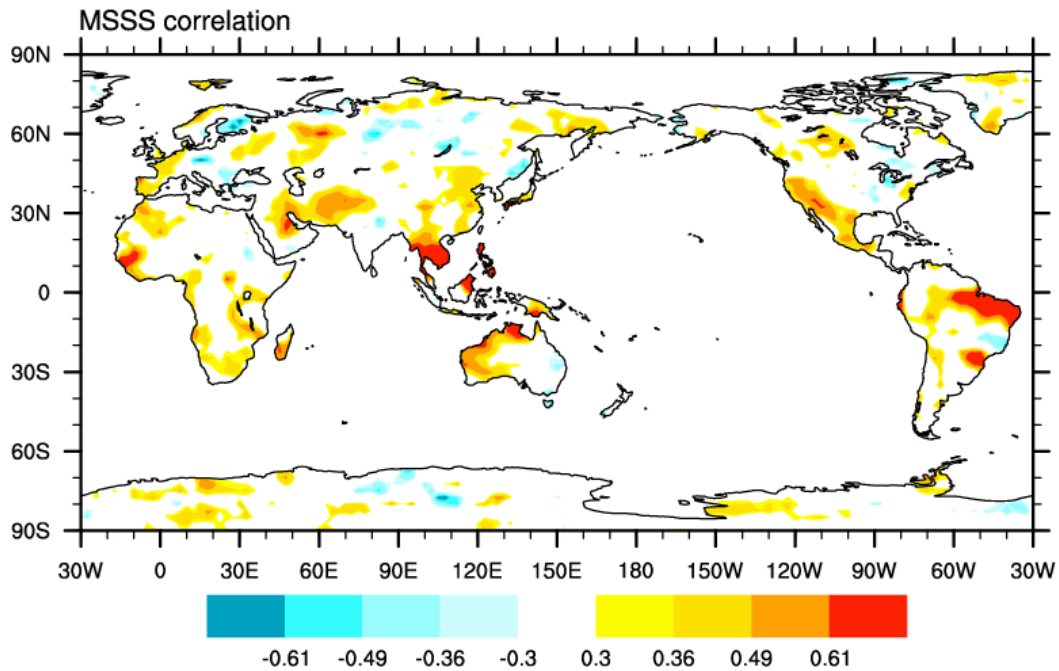 MSSS correlation
90N
60N
30N
0
30S
60S
90S
30W 0 30E 60E 90E 120E 150E 180 150W 120W 90W 60W 30W
-0.61 -0.49 -0.36 -0.3 0.3 0.36 0.49 0.61